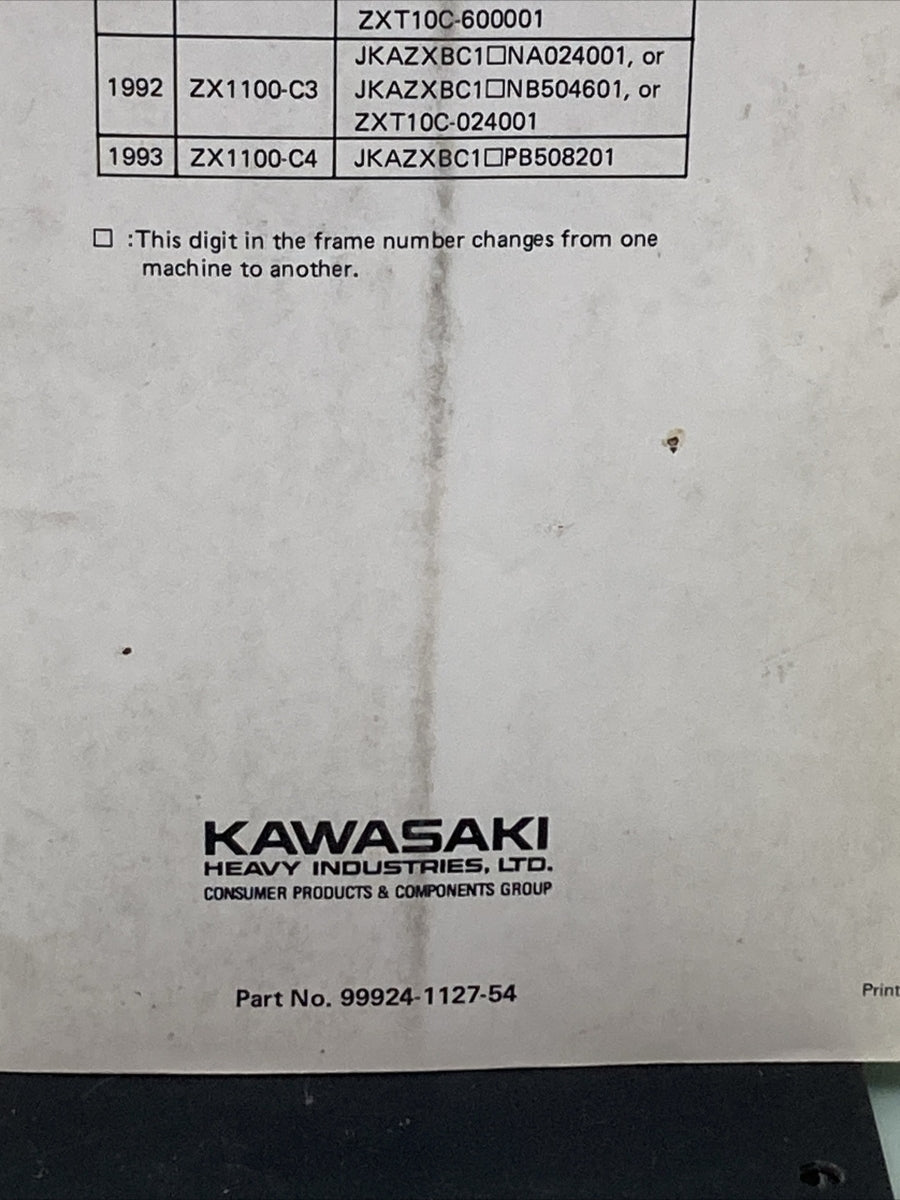 ZXT10C-600001
1992 ZX1100-C3 JKAZXBC1□NA024001, or
JKAZXBC1□NB504601, or
ZXT10C-024001
1993 ZX1100-C4 JKAZXBC1□PB508201
□ :This digit in the frame number changes from one
machine to another.
KAWASAKI
HEAVY INDUSTRIES, LTD.
CONSUMER PRODUCTS & COMPONENTS GROUP
Part No. 99924-1127-54
Print